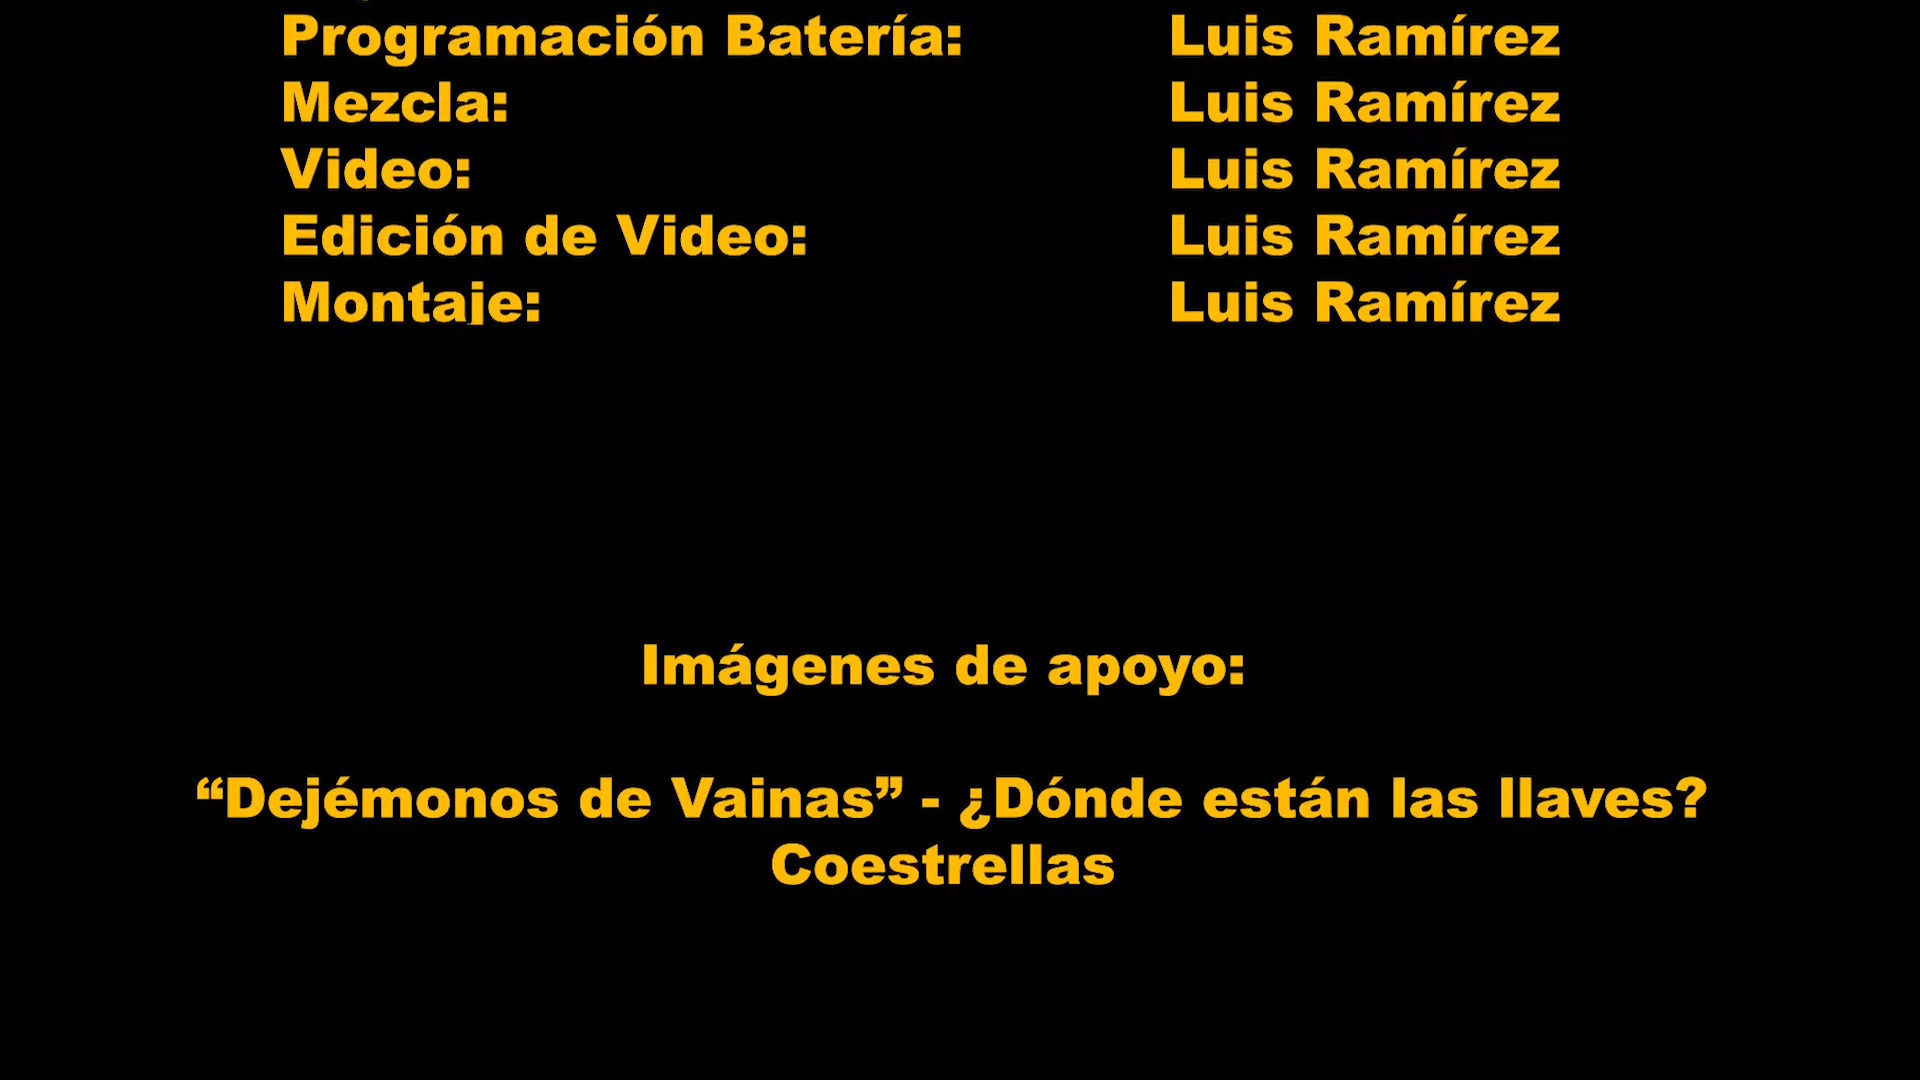 Programación Batería: Luis Ramírez
Mezcla: Luis Ramírez
Video: Luis Ramírez
Edición de Video: Luis Ramírez
Montaje: Luis Ramírez
Imágenes de apoyo:
“Dejémonos de Vainas” - ¿Dónde están las llaves?
Coestrellas